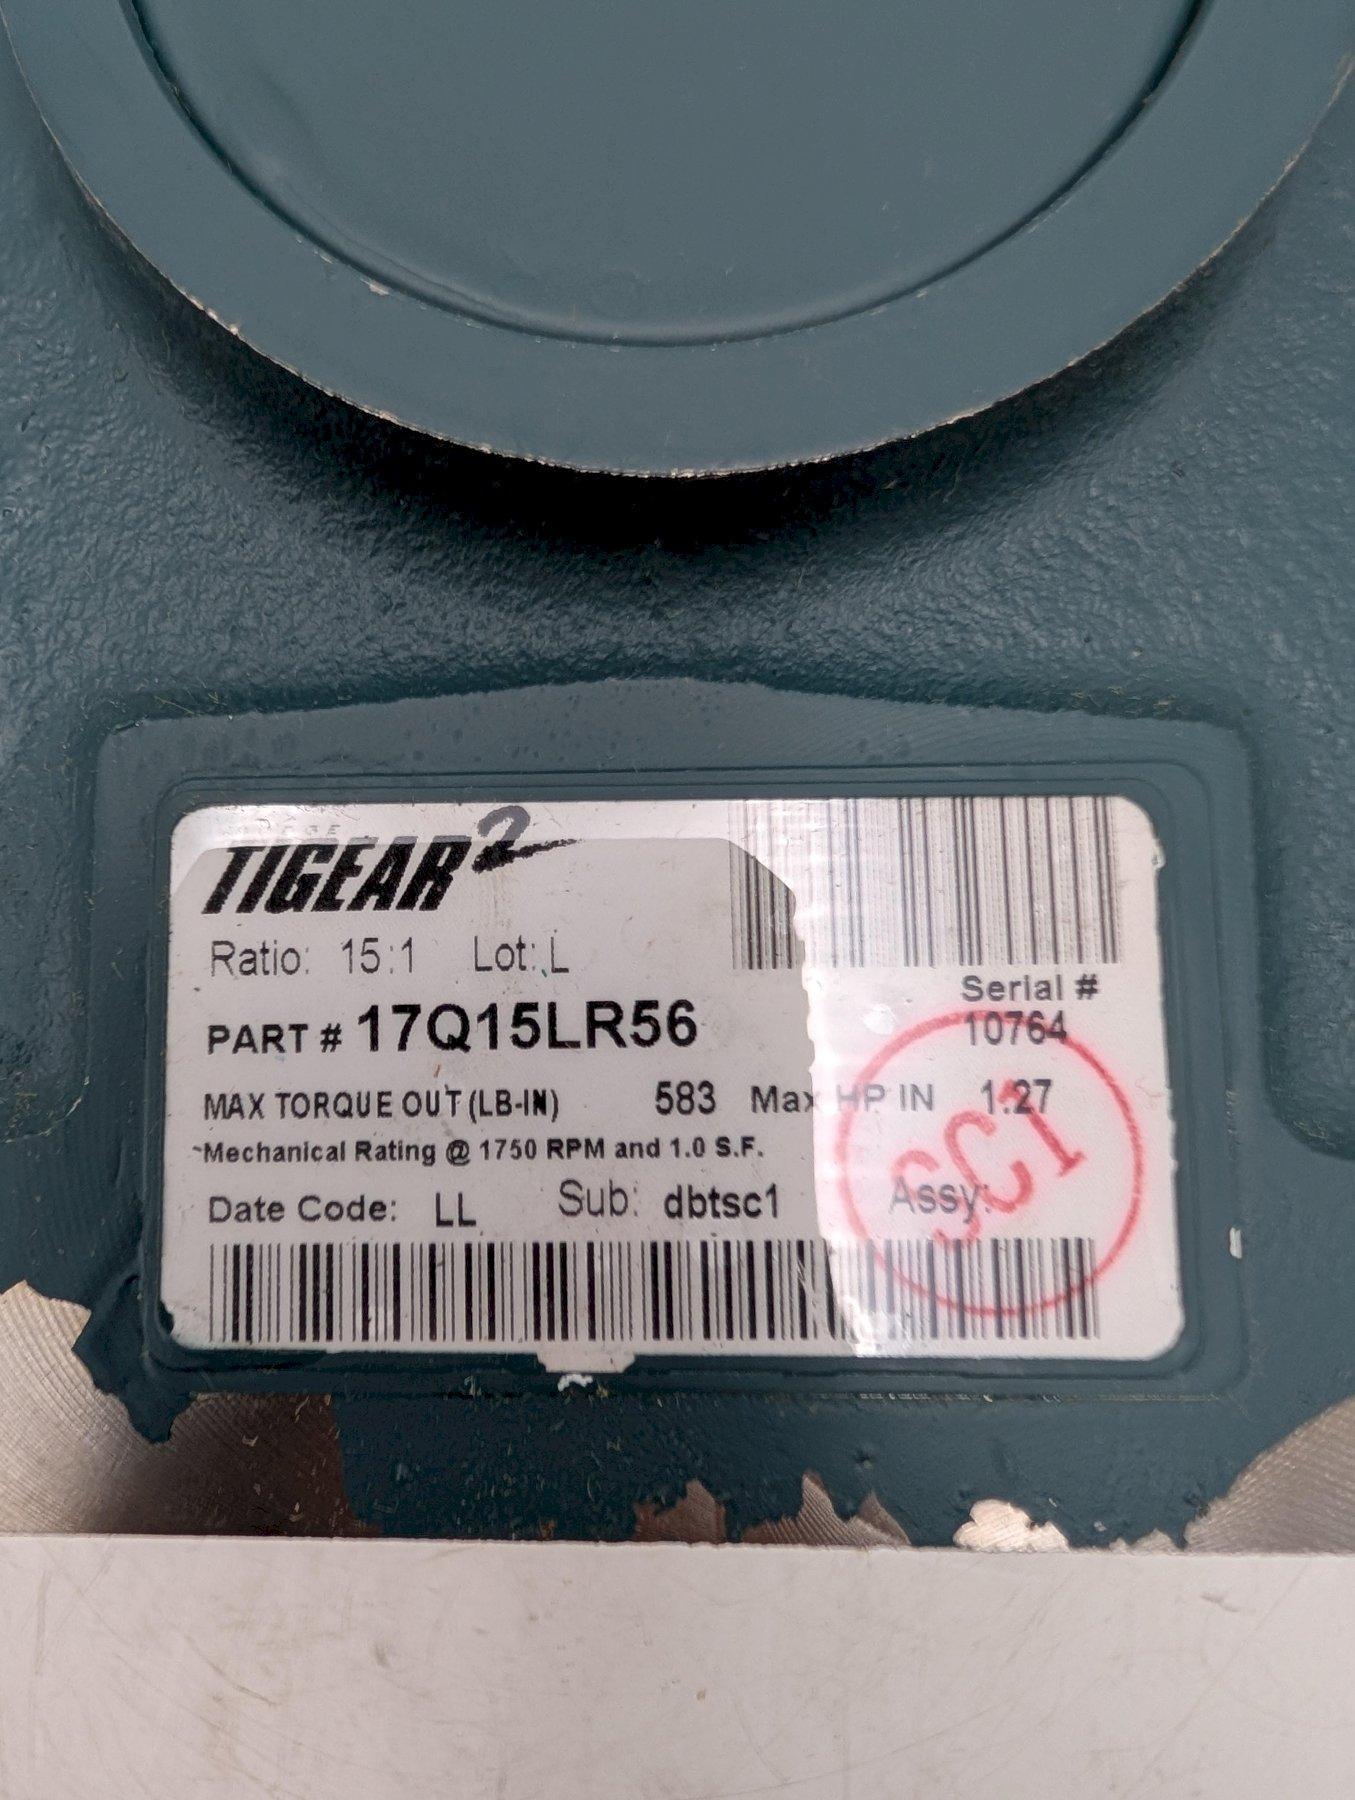 TIGEAR2
Ratio: 15:1 Lot: L
Serial #
PART # 17Q15LR56 10764
MAX TORQUE OUT (LB-IN) 583 Max HP IN 1.27
~Mechanical Rating @ 1750 RPM and 1.0 S.F.
Date Code: LL Sub: dbtsc1 Assy:
SC1